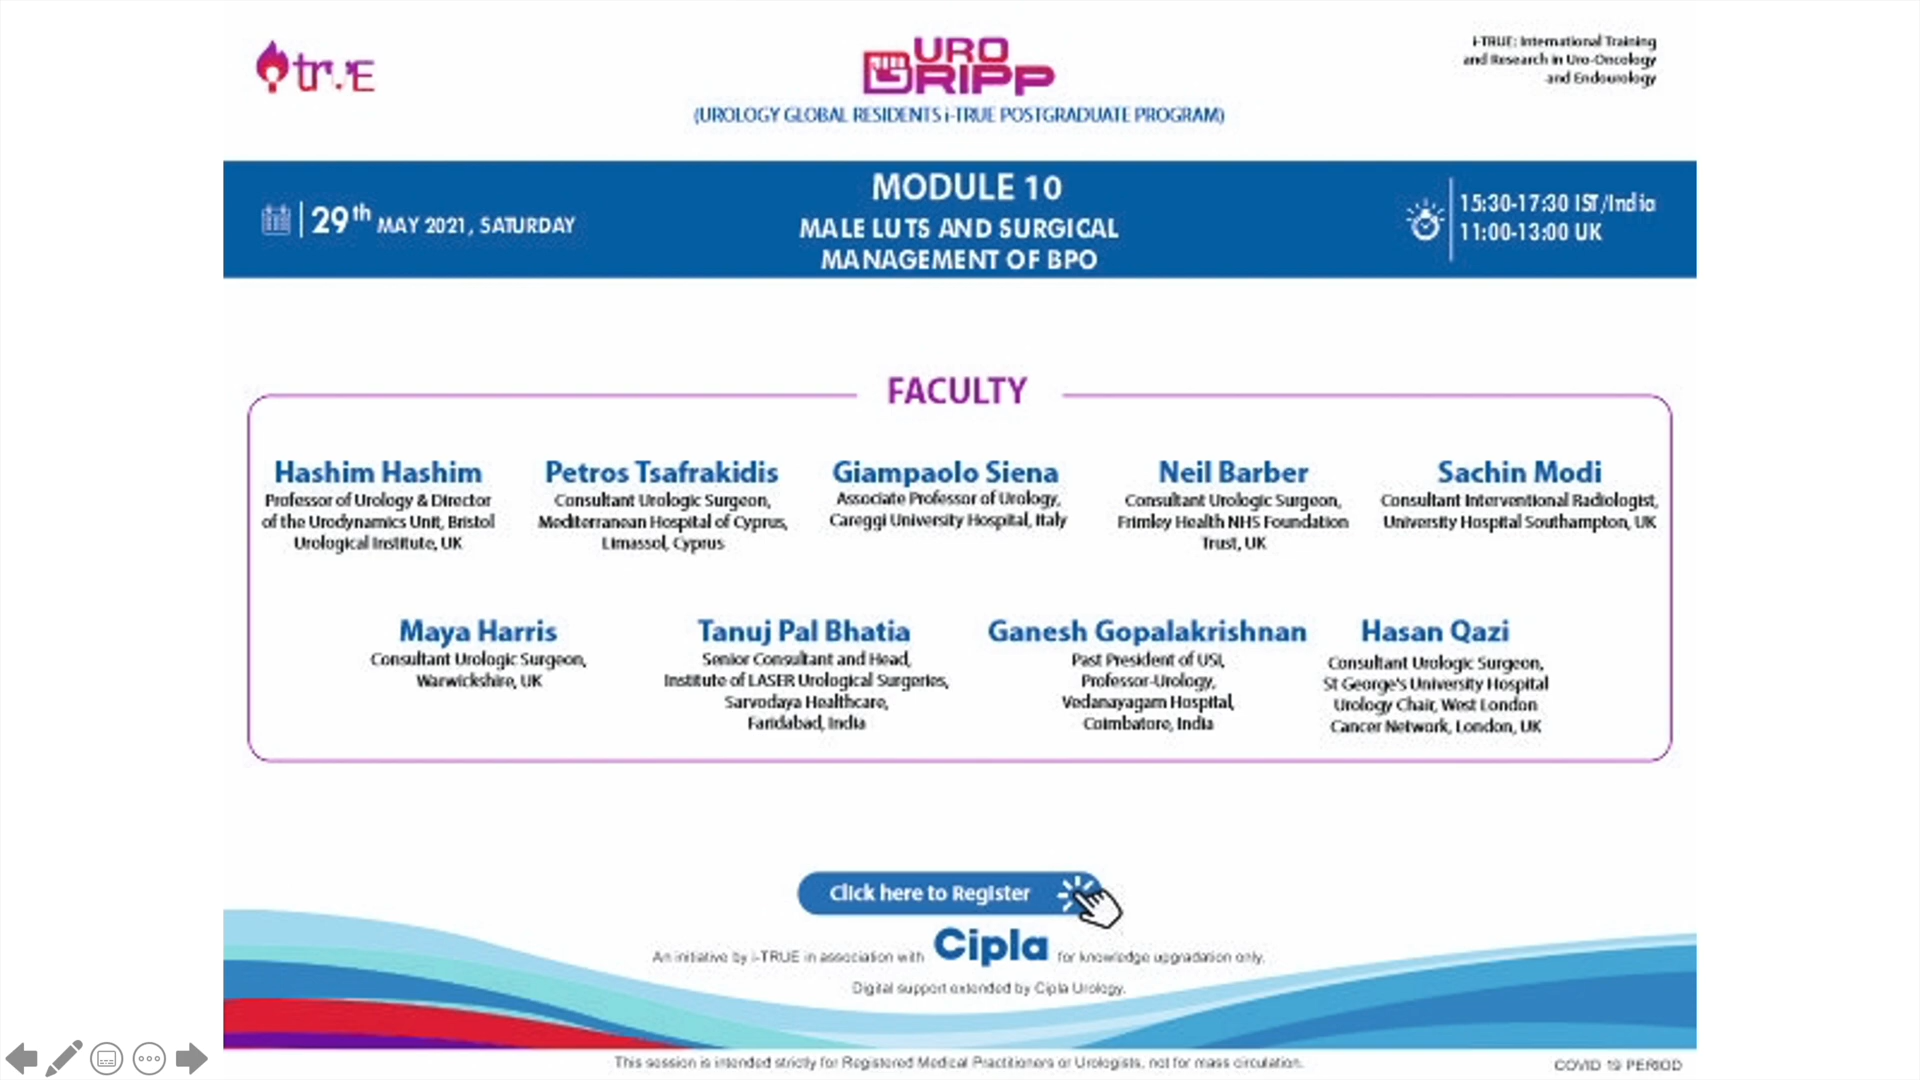 trUE
URO
GRIPP
(UROLOGY GLOBAL RESIDENTS i-TRUE POSTGRADUATE PROGRAM)
i-TRUE: International Training
and Research in Uro-Oncology
and Endourology
29th MAY 2021, SATURDAY
MODULE 10
MALE LUTS AND SURGICAL
MANAGEMENT OF BPO
15:30-17:30 IST/India
11:00-13:00 UK
FACULTY
Hashim Hashim
Professor of Urology & Director
of the Urodynamics Unit, Bristol
Urological Institute, UK
Petros Tsafrakidis
Consultant Urologic Surgeon,
Mediterranean Hospital of Cyprus,
Limassol, Cyprus
Giampaolo Siena
Associate Professor of Urology,
Careggi University Hospital, Italy
Neil Barber
Consultant Urologic Surgeon,
Frimley Health NHS Foundation
Trust, UK
Sachin Modi
Consultant Interventional Radiologist,
University Hospital Southampton, UK
Maya Harris
Consultant Urologic Surgeon,
Warwickshire, UK
Tanuj Pal Bhatia
Senior Consultant and Head,
Institute of LASER Urological Surgeries,
Sarvodaya Healthcare,
Faridabad, India
Ganesh Gopalakrishnan
Past President of USI,
Professor-Urology,
Vedanayagam Hospital,
Coimbatore, India
Hasan Qazi
Consultant Urologic Surgeon,
St George's University Hospital
Urology Chair, West London
Cancer Network, London, UK
Click here to Register
An initiative by i-TRUE in association with Cipla for knowledge upgradation only.
Digital support extended by Cipla Urology.
This session is intended strictly for Registered Medical Practitioners or Urologists, not for mass circulation.
COVID 19 PERIOD